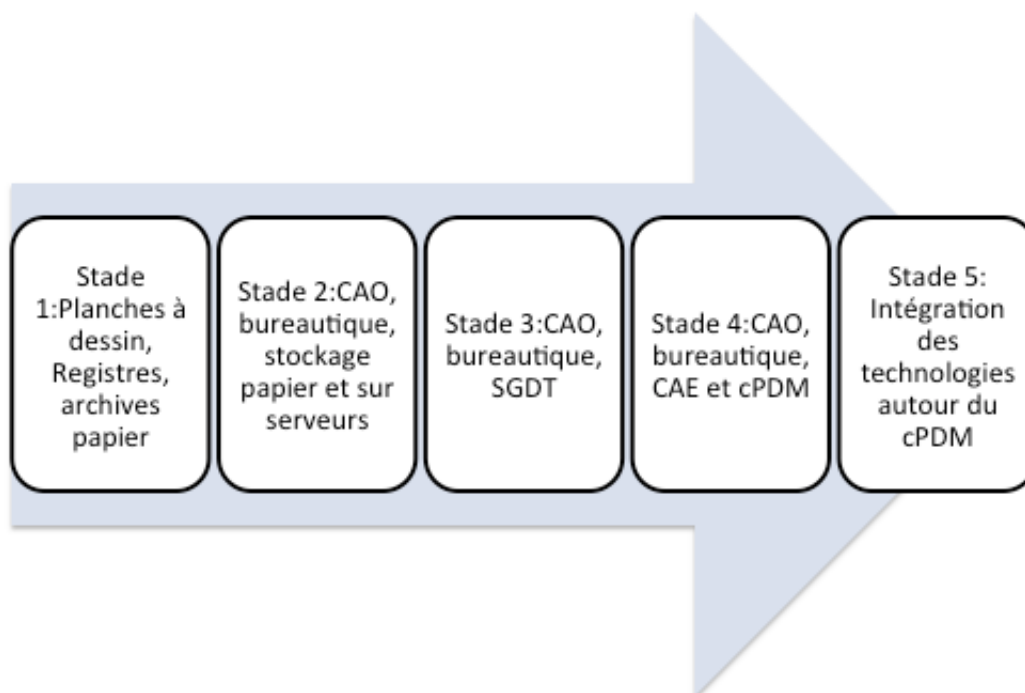 Stade
1:Planches à
dessin,
Registres,
archives
papier
Stade 2:CAO,
bureautique,
stockage
papier et sur
serveurs
Stade 3:CAO,
bureautique,
SGDT
Stade 4:CAO,
bureautique,
CAE et cPDM
Stade 5:
Intégration
des
technologies
autour du
cPDM